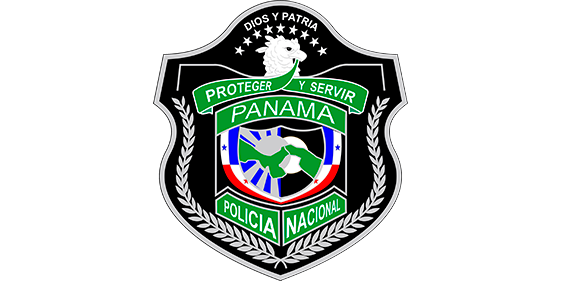 DIOS Y PATRIA
PROTEGER Y SERVIR
PANAMA
POLICIA NACIONAL